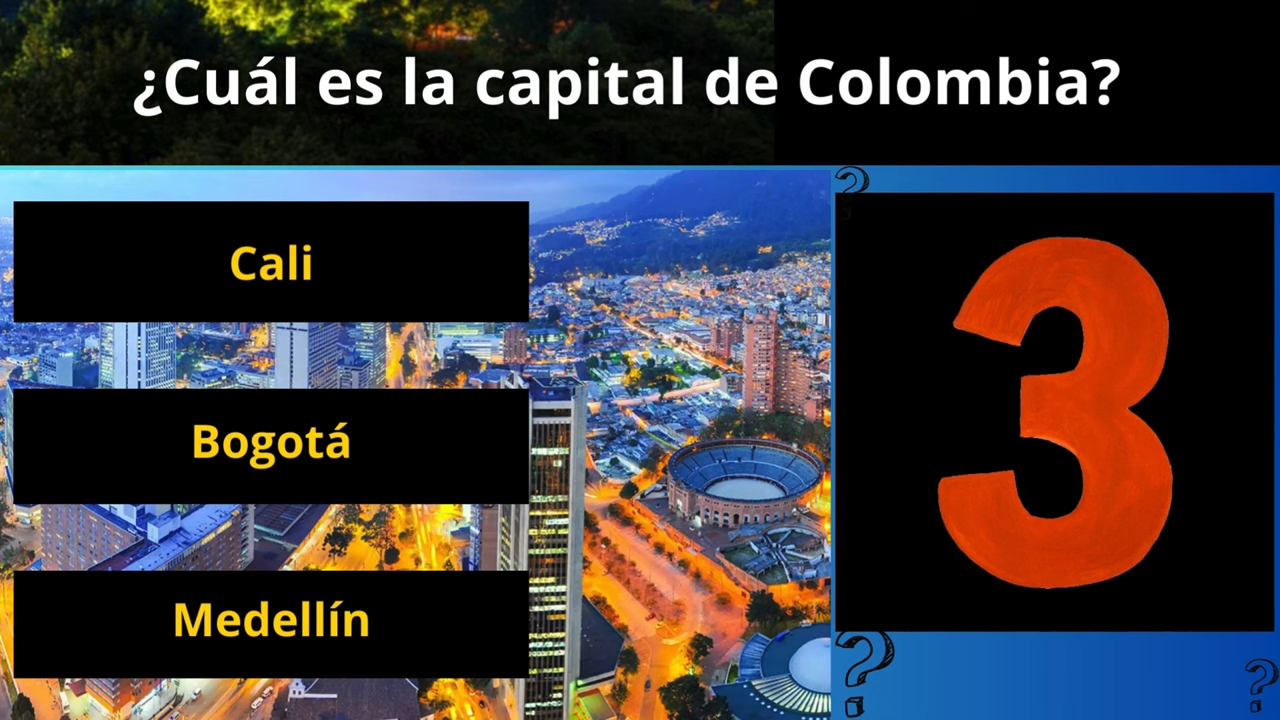 ¿Cuál es la capital de Colombia?
Cali
Bogotá
Medellín
3
?
?
?